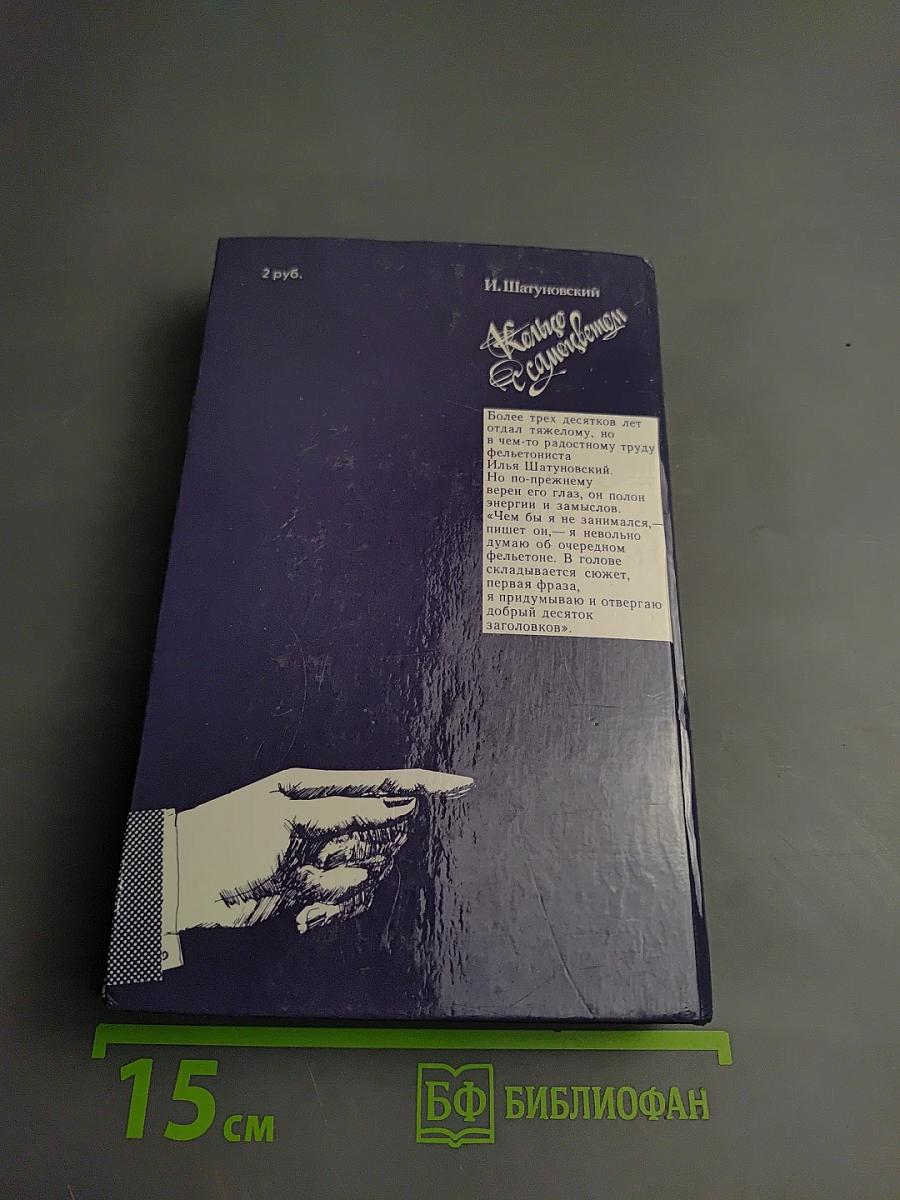 2 руб.
И. Шатуновский
Кольцо
с самоцветом
Более трех десятков лет
отдал тяжелому, но
в чем-то радостному труду
фельетониста
Илья Шатуновский.
Но по-прежнему
верен его глаз, он полон
энергии и замыслов.
«Чем бы я не занимался,—
пишет он,— я невольно
думаю об очередном
фельетоне. В голове
складывается сюжет,
первая фраза,
я придумываю и отвергаю
добрый десяток
заголовков».
15 см
БФ БИБЛИОФАН